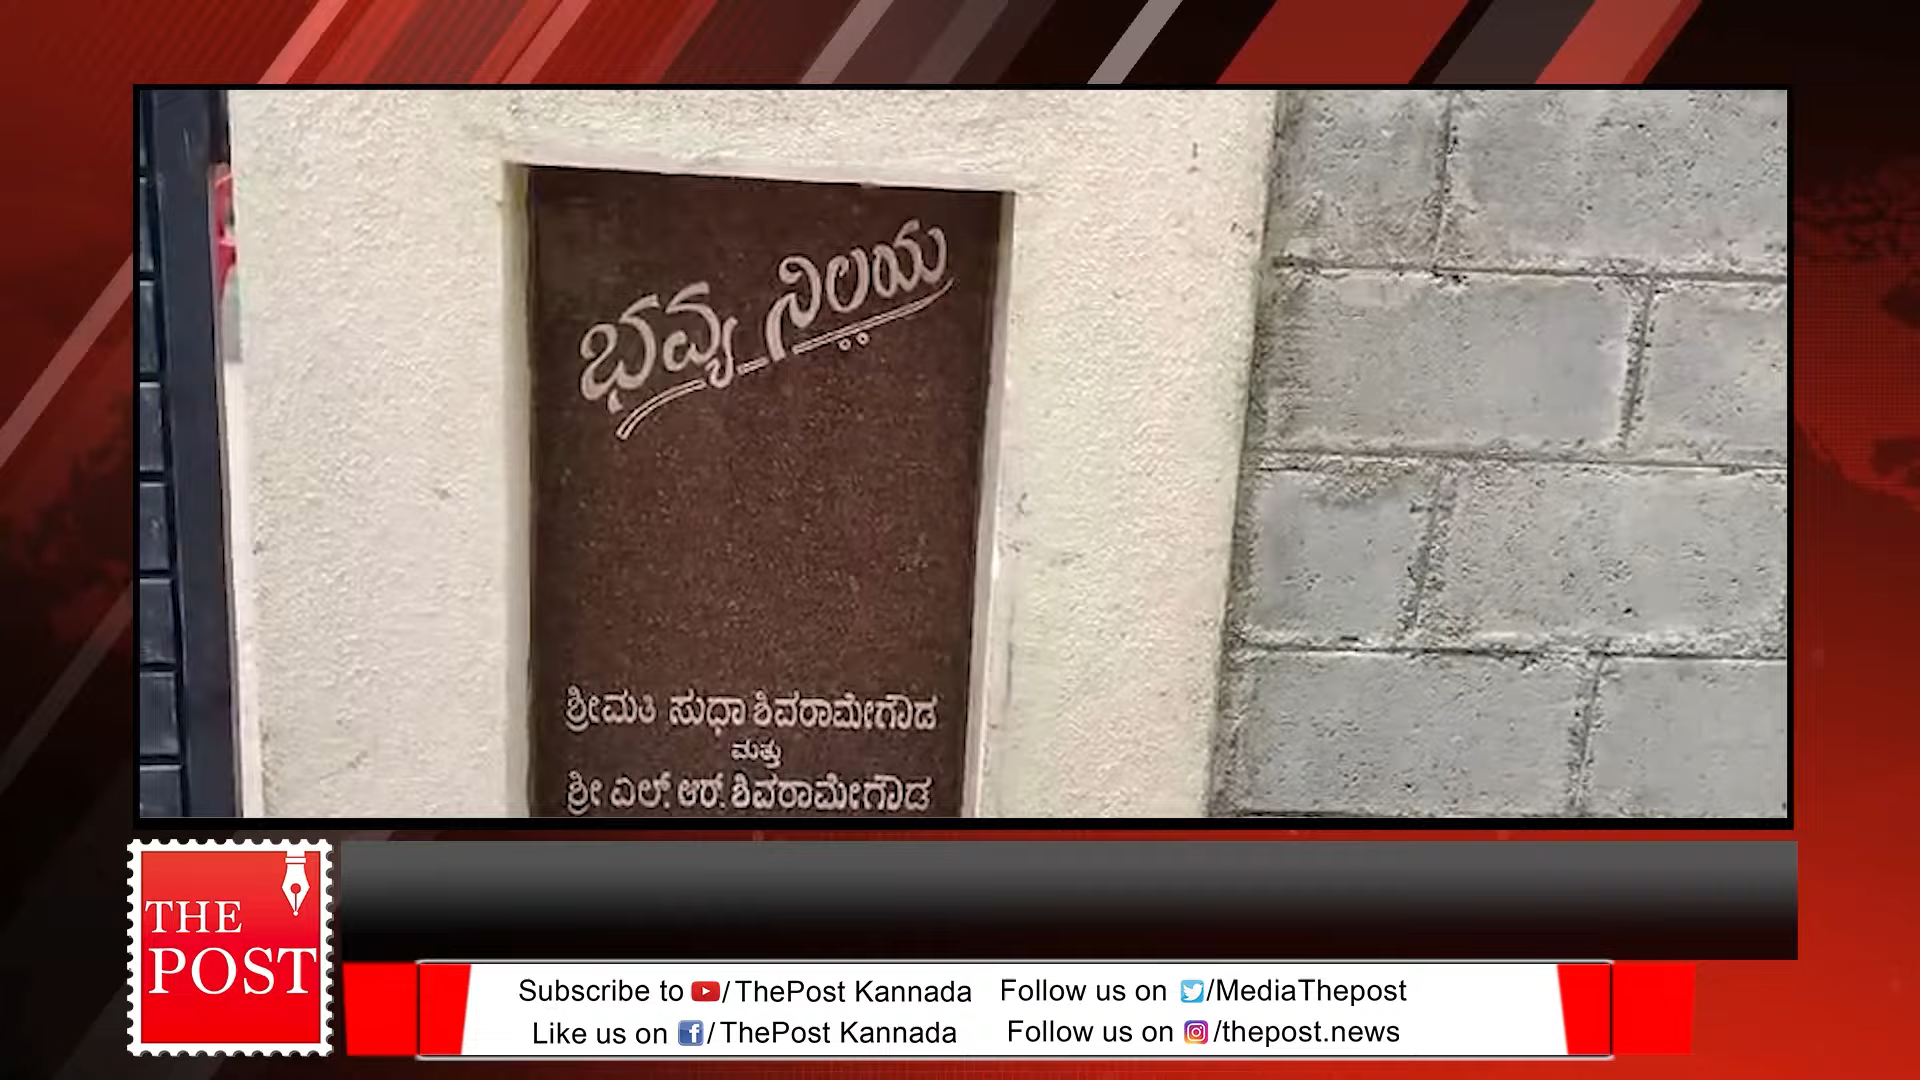 ಭವ್ಯ ನಿಲಯ
ಶ್ರೀಮತಿ ಸುಧಾ ಶಿವರಾಮೇಗೌಡ
ಮತ್ತು
ಶ್ರೀ ಎಲ್. ಆರ್. ಶಿವರಾಮೇಗೌಡ
THE
POST
Subscribe to /ThePost Kannada Follow us on /MediaThepost
Like us on /ThePost Kannada Follow us on /thepost.news